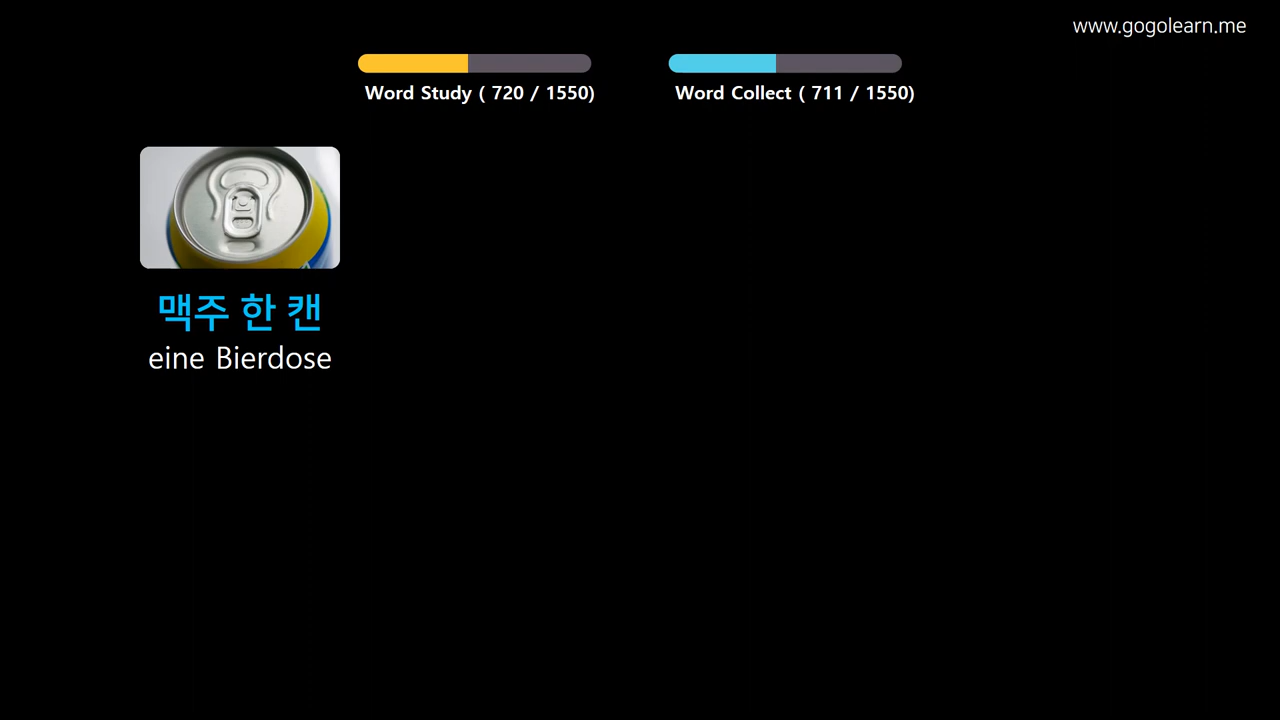 www.gogolearn.me
Word Study ( 720 / 1550)
Word Collect ( 711 / 1550)
맥주 한 캔
eine Bierdose